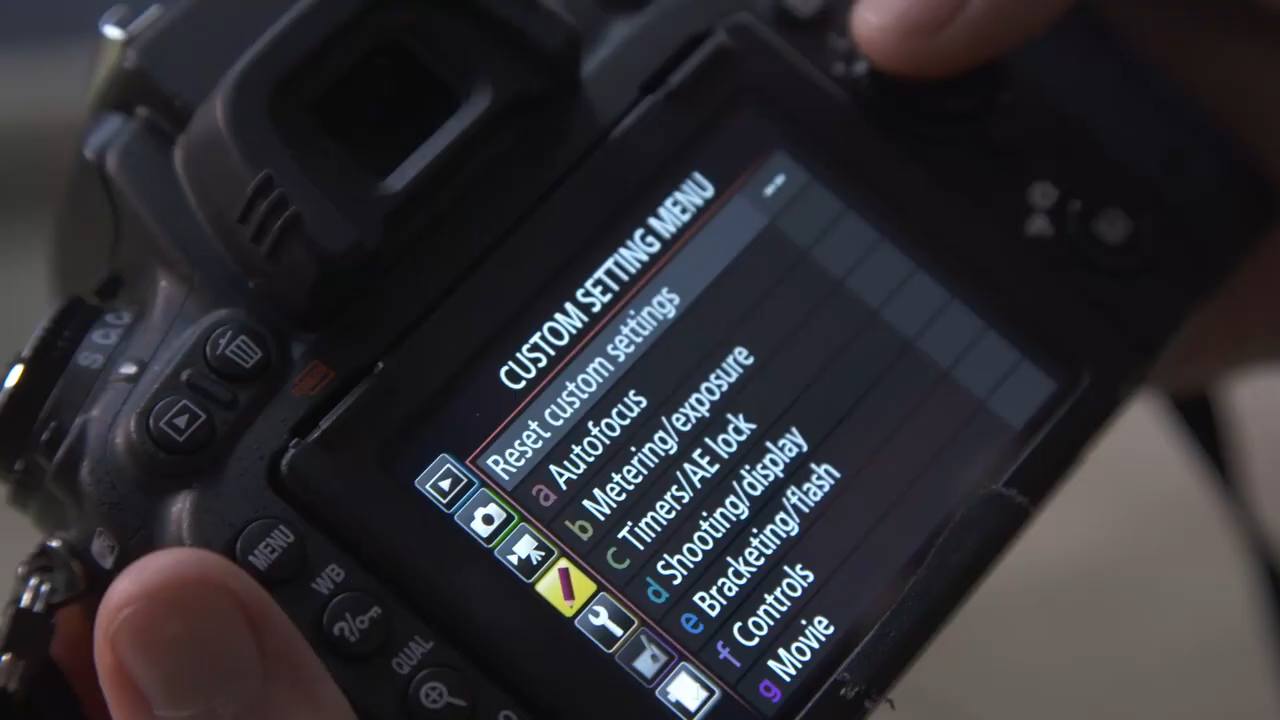 CUSTOM SETTING MENU
Reset custom settings
--
a Autofocus
b Metering/exposure
c Timers/AE lock
d Shooting/display
e Bracketing/flash
f Controls
g Movie
MENU
WB
?
QUAL
S